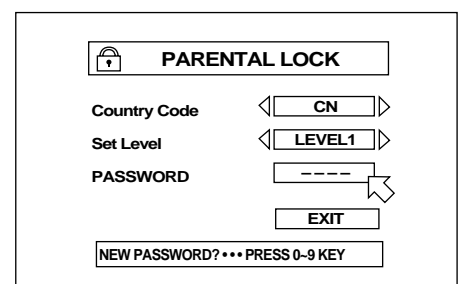 PARENTAL LOCK
Country Code CN
Set Level LEVEL1
PASSWORD ----
EXIT
NEW PASSWORD? ••• PRESS 0~9 KEY